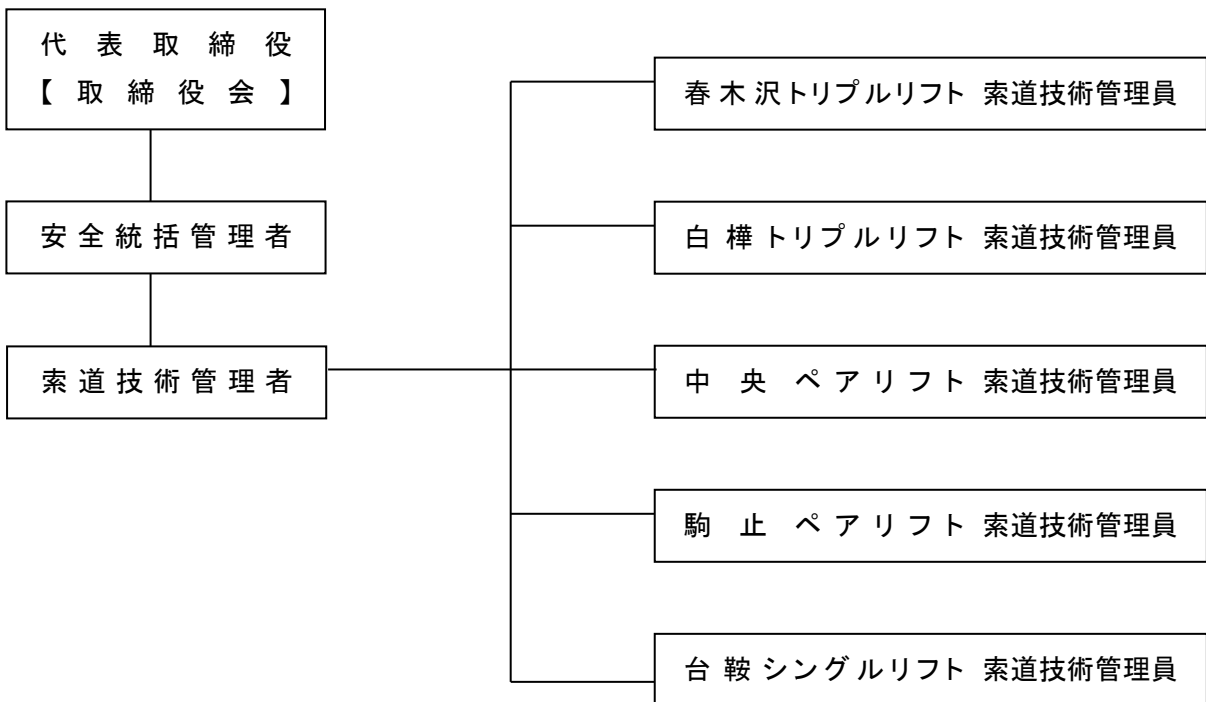 代表取締役
【取締役会】
安全統括管理者
索道技術管理者
春木沢トリプルリフト 索道技術管理員
白樺トリプルリフト 索道技術管理員
中央ペアリフト 索道技術管理員
駒止ペアリフト 索道技術管理員
台鞍シングルリフト 索道技術管理員